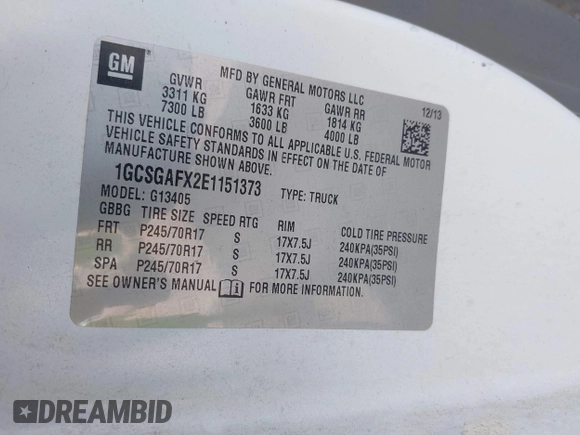 GM
MFD BY GENERAL MOTORS LLC
GVWR GAWR FRT GAWR RR
3311 KG 1633 KG 1814 KG 12/13
7300 LB 3600 LB 4000 LB
THIS VEHICLE CONFORMS TO ALL APPLICABLE U.S. FEDERAL MOTOR
VEHICLE SAFETY STANDARDS IN EFFECT ON THE DATE OF
MANUFACTURE SHOWN ABOVE.
1GCSGAFX2E1151373 TYPE: TRUCK
MODEL: G13405
GBBG TIRE SIZE SPEED RTG RIM COLD TIRE PRESSURE
FRT P245/70R17 S 17X7.5J 240KPA(35PSI)
RR P245/70R17 S 17X7.5J 240KPA(35PSI)
SPA P245/70R17 S 17X7.5J 240KPA(35PSI)
SEE OWNER'S MANUAL FOR MORE INFORMATION.
DREAMBID